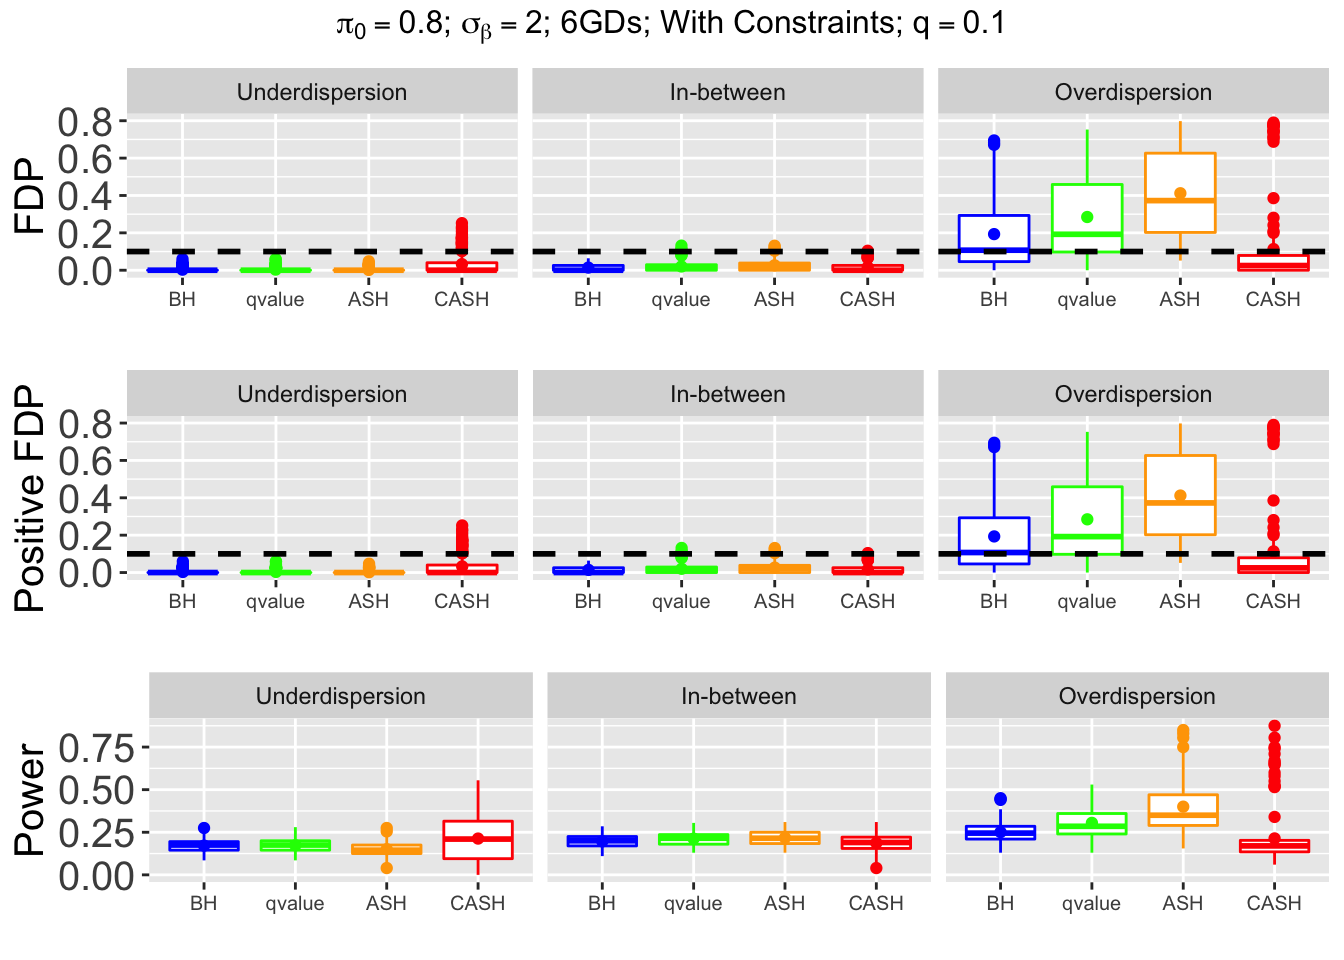 π0 = 0.8; σβ = 2; 6GDs; With Constraints; q = 0.1
Underdispersion In-between Overdispersion
FDP
0.8
0.6
0.4
0.2
0.0
BH qvalue ASH CASH BH qvalue ASH CASH BH qvalue ASH CASH
Underdispersion In-between Overdispersion
Positive FDP
0.8
0.6
0.4
0.2
0.0
BH qvalue ASH CASH BH qvalue ASH CASH BH qvalue ASH CASH
Underdispersion In-between Overdispersion
Power
0.75
0.50
0.25
0.00
BH qvalue ASH CASH BH qvalue ASH CASH BH qvalue ASH CASH